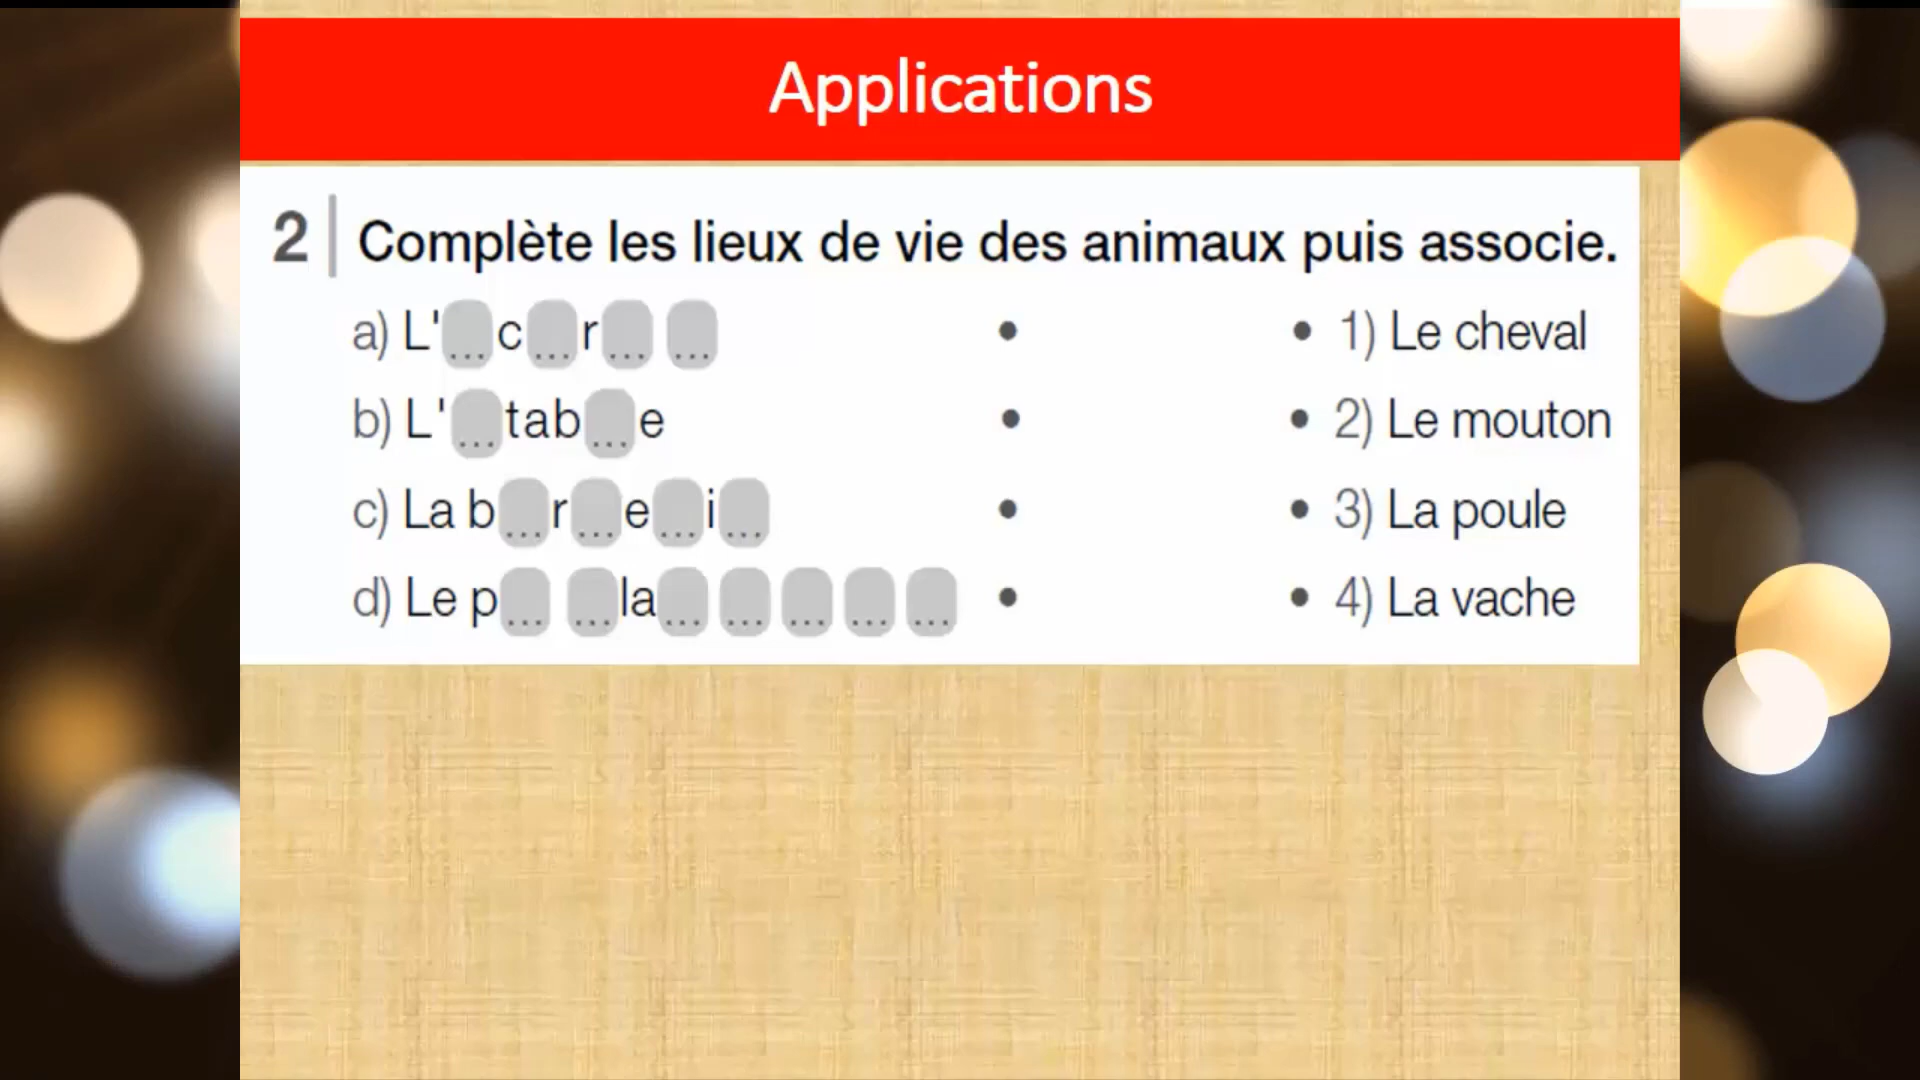 Applications
2 Complète les lieux de vie des animaux puis associe.
a) L'...c...r... ... • • 1) Le cheval
b) L'...tab...e • • 2) Le mouton
c) La b...r...e...i... • • 3) La poule
d) Le p... ...la... ... ... ... ... • • 4) La vache